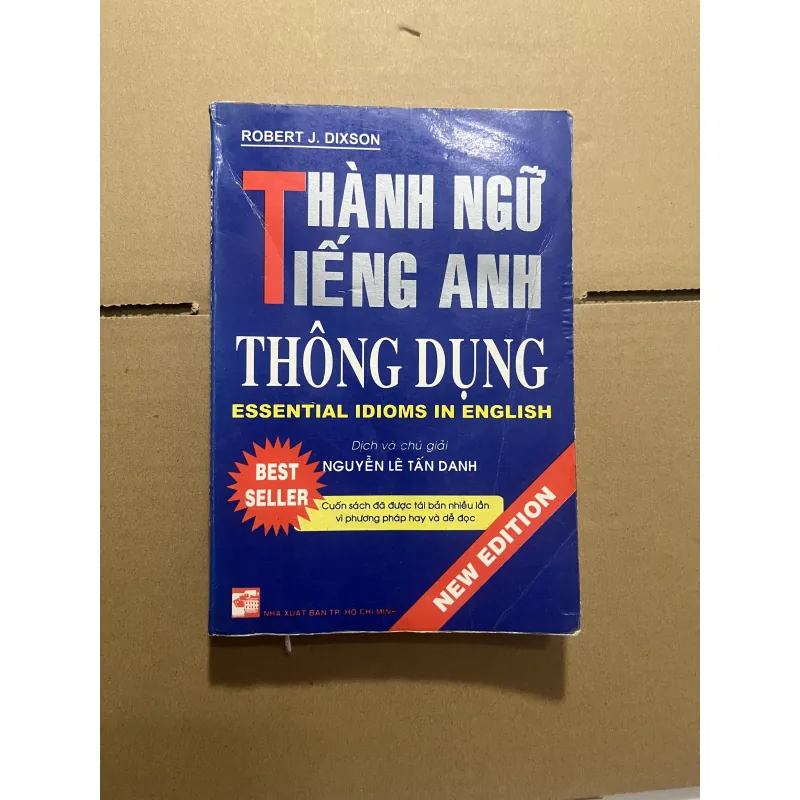 ROBERT J. DIXSON
THÀNH NGỮ
TIẾNG ANH
THÔNG DỤNG
ESSENTIAL IDIOMS IN ENGLISH
Dịch và chú giải
NGUYỄN LÊ TẤN DANH
BEST
SELLER
Cuốn sách đã được tái bản nhiều lần
vì phương pháp hay và dễ đọc
NEW EDITION
NHÀ XUẤT BẢN TP. HỒ CHÍ MINH